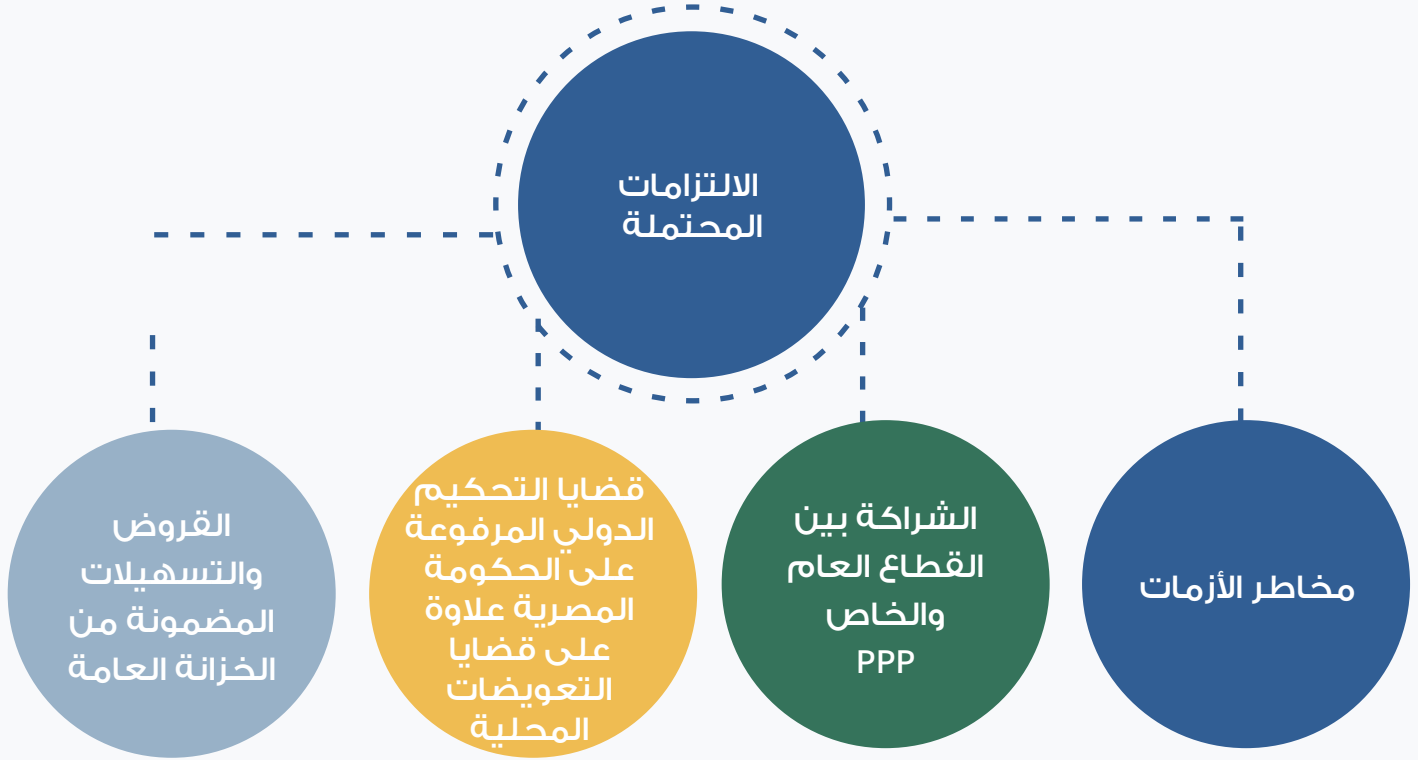 الالتزامات
المحتملة
مخاطر الأزمات
الشراكة بين
القطاع العام
والخاص
PPP
قضايا التحكيم
الدولي المرفوعة
على الحكومة
المصرية علاوة
على قضايا
التعويضات
المحلية
القروض
والتسهيلات
المضمونة من
الخزانة العامة